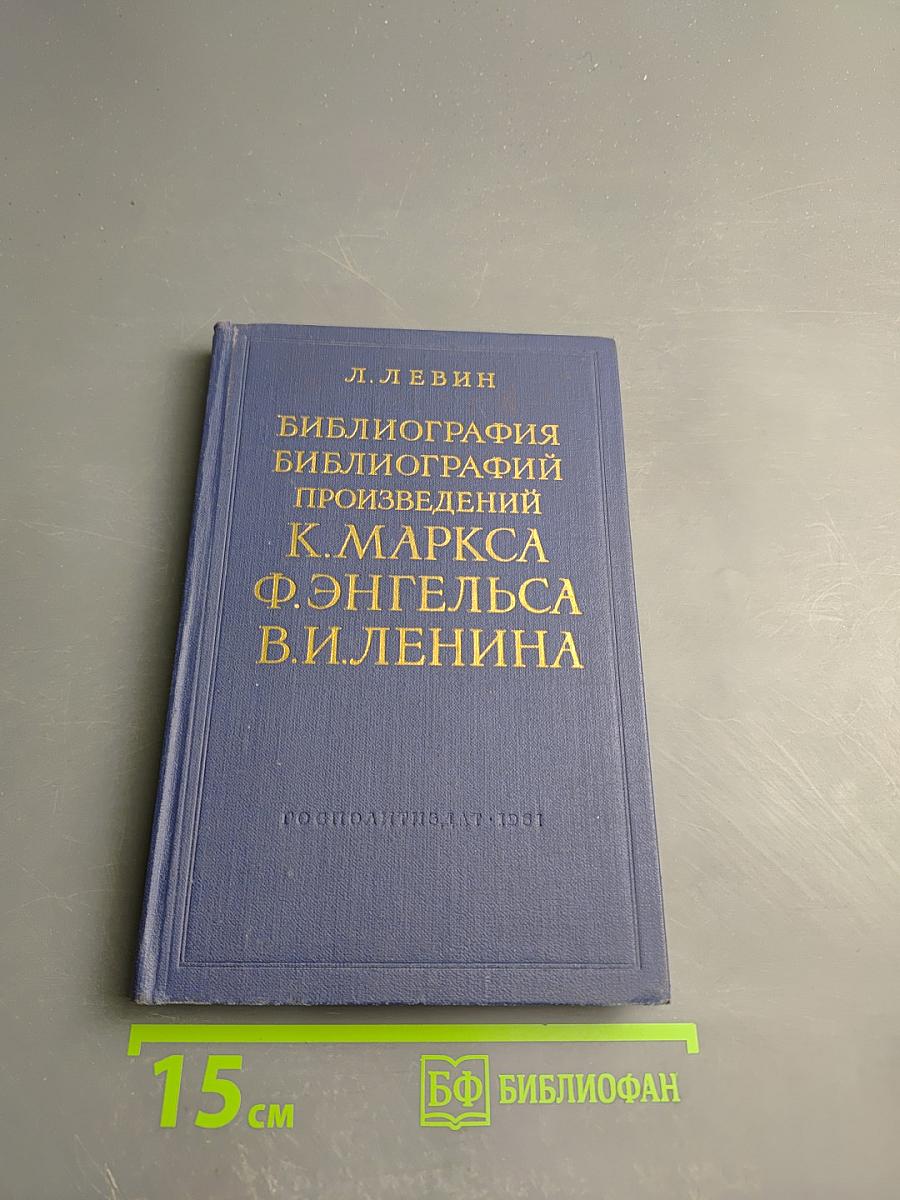 Л. ЛЕВИН
БИБЛИОГРАФИЯ
БИБЛИОГРАФИЙ
ПРОИЗВЕДЕНИЙ
К. МАРКСА
Ф. ЭНГЕЛЬСА
В. И. ЛЕНИНА
ГОСПОЛИТИЗДАТ · 1961
15 см
БФ БИБЛИОФАН